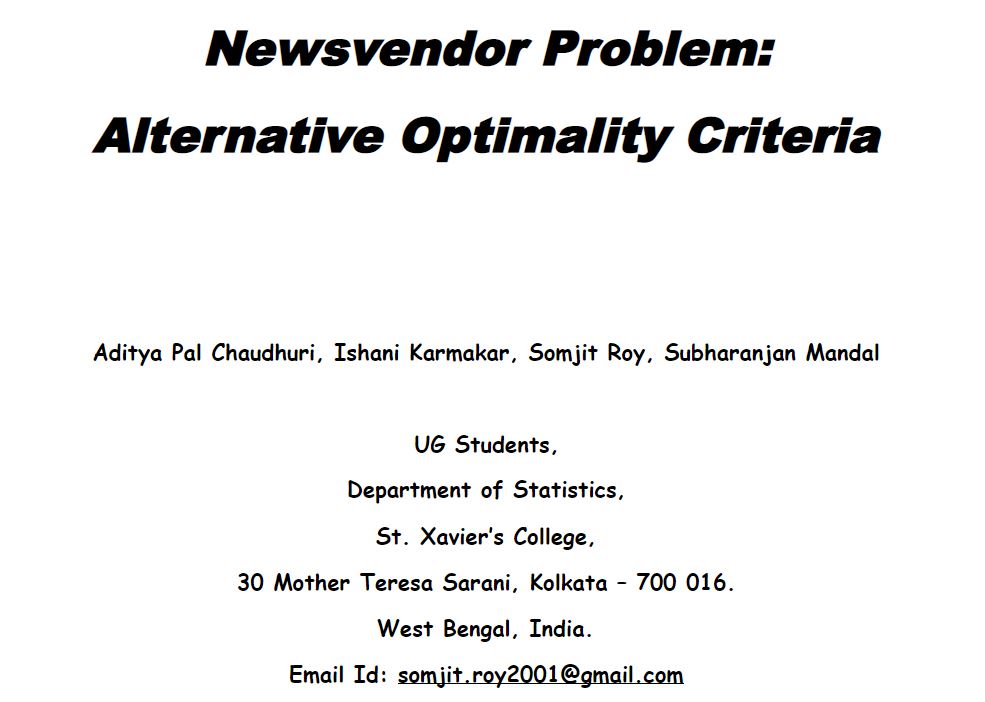 Newsvendor Problem:
Alternative Optimality Criteria
Aditya Pal Chaudhuri, Ishani Karmakar, Somjit Roy, Subharanjan Mandal
UG Students,
Department of Statistics,
St. Xavier’s College,
30 Mother Teresa Sarani, Kolkata – 700 016.
West Bengal, India.
Email Id: somjit.roy2001@gmail.com